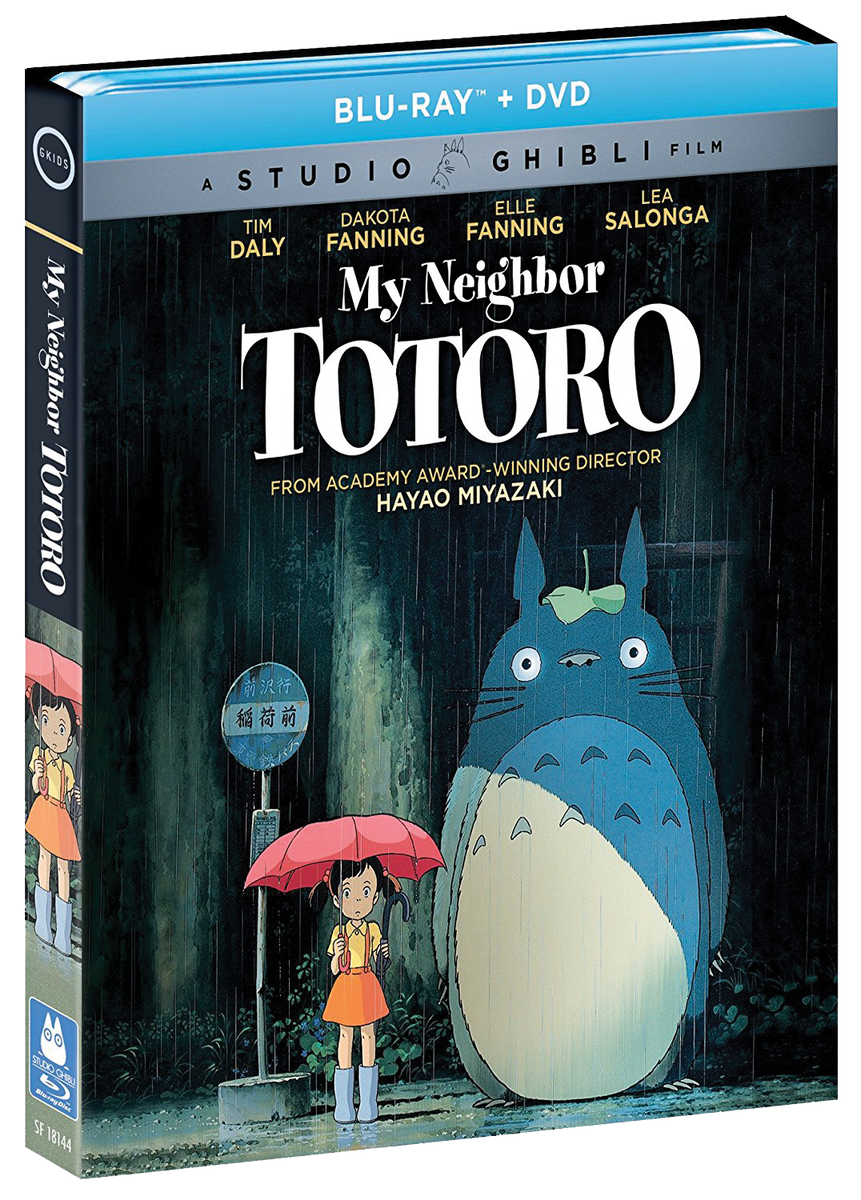 BLU-RAY™ + DVD
A STUDIO GHIBLI FILM
TIM DALY
DAKOTA FANNING
ELLE FANNING
LEA SALONGA
My Neighbor
TOTORO
FROM ACADEMY AWARD®-WINNING DIRECTOR
HAYAO MIYAZAKI
前沢行
稲荷前
GKIDS
My Neighbor TOTORO
STUDIO GHIBLI
Blu-ray Disc
SF 18144